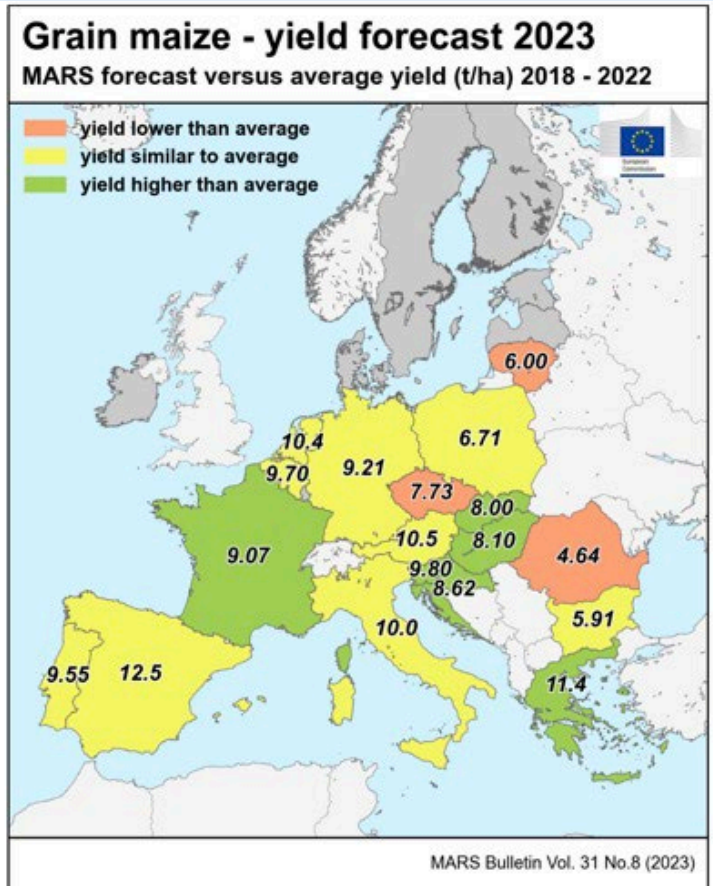 Grain maize - yield forecast 2023
MARS forecast versus average yield (t/ha) 2018 - 2022
yield lower than average
yield similar to average
yield higher than average
European
Commission
6.00
10.4
6.71
9.70
9.21
7.73
8.00
10.5
8.10
9.07
9.80
4.64
8.62
5.91
10.0
9.55
12.5
11.4
MARS Bulletin Vol. 31 No.8 (2023)